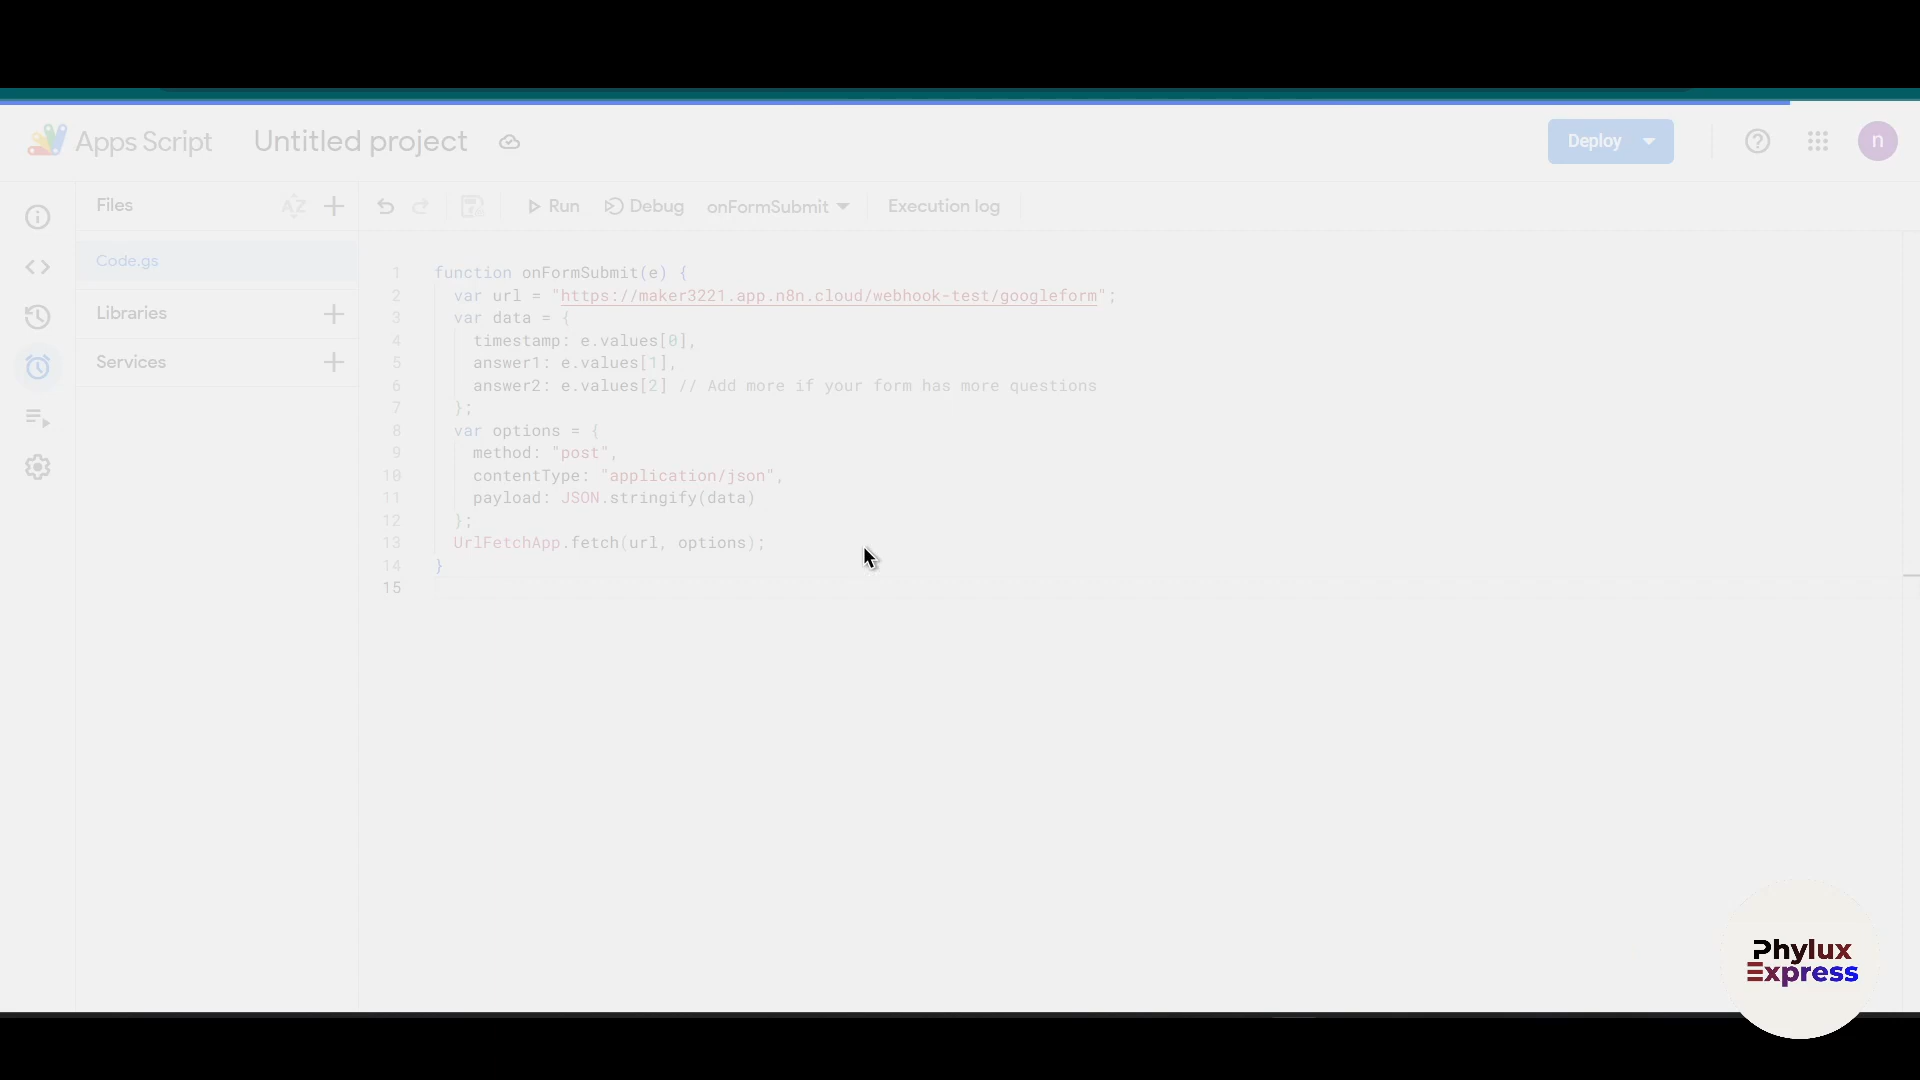 Apps Script Untitled project Deploy n
Files AZ Run Debug onFormSubmit Execution log
Code.gs
Libraries
Services
1 function onFormSubmit(e) {
2 var url = "https://maker3221.app.n8n.cloud/webhook-test/googleform";
3 var data = {
4 timestamp: e.values[0],
5 answer1: e.values[1],
6 answer2: e.values[2] // Add more if your form has more questions
7 };
8 var options = {
9 method: "post",
10 contentType: "application/json",
11 payload: JSON.stringify(data)
12 };
13 UrlFetchApp.fetch(url, options);
14 }
15
Phylux
Express